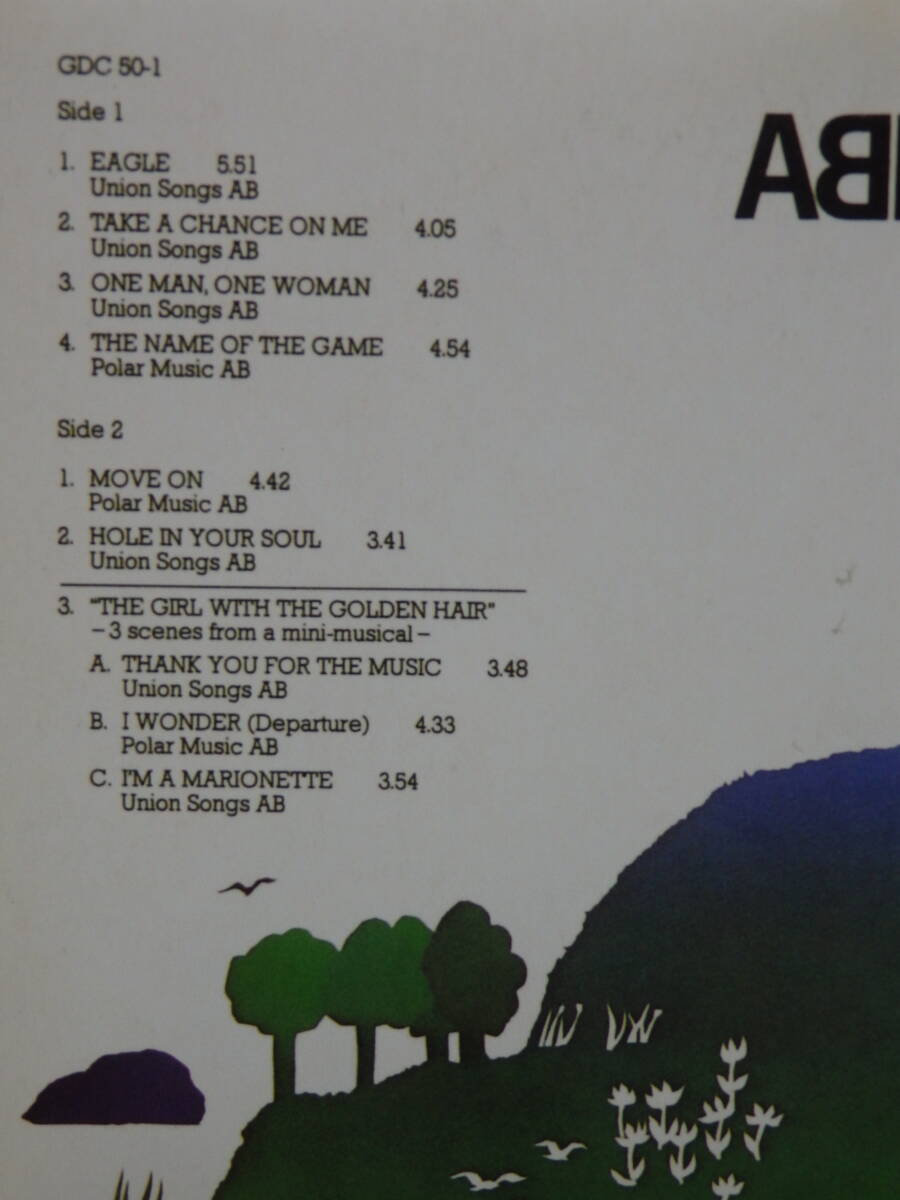 GDC 50-1
Side 1
1. EAGLE 5.51
Union Songs AB
2. TAKE A CHANCE ON ME 4.05
Union Songs AB
3. ONE MAN, ONE WOMAN 4.25
Union Songs AB
4. THE NAME OF THE GAME 4.54
Polar Music AB
Side 2
1. MOVE ON 4.42
Polar Music AB
2. HOLE IN YOUR SOUL 3.41
Union Songs AB
3. "THE GIRL WITH THE GOLDEN HAIR"
– 3 scenes from a mini-musical –
A. THANK YOU FOR THE MUSIC 3.48
Union Songs AB
B. I WONDER (Departure) 4.33
Polar Music AB
C. I'M A MARIONETTE 3.54
Union Songs AB